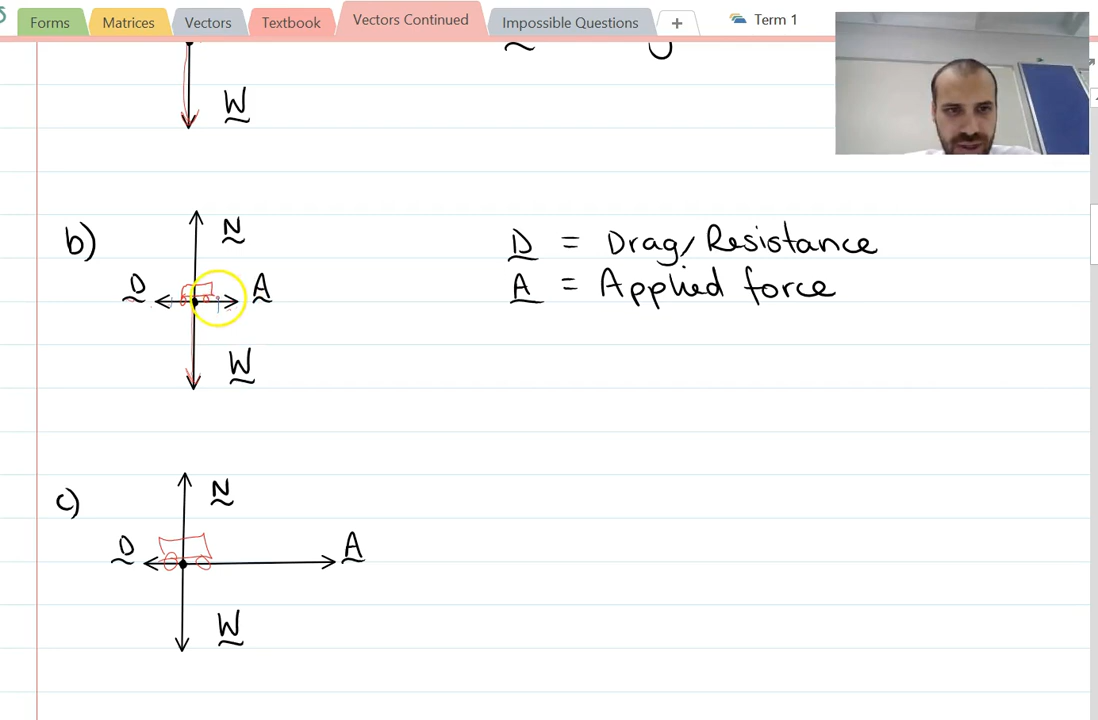 Forms Matrices Vectors Textbook Vectors Continued Impossible Questions + Term 1
W
b) N
D A
W
D = Drag/Resistance
A = Applied force
c) N
D A
W